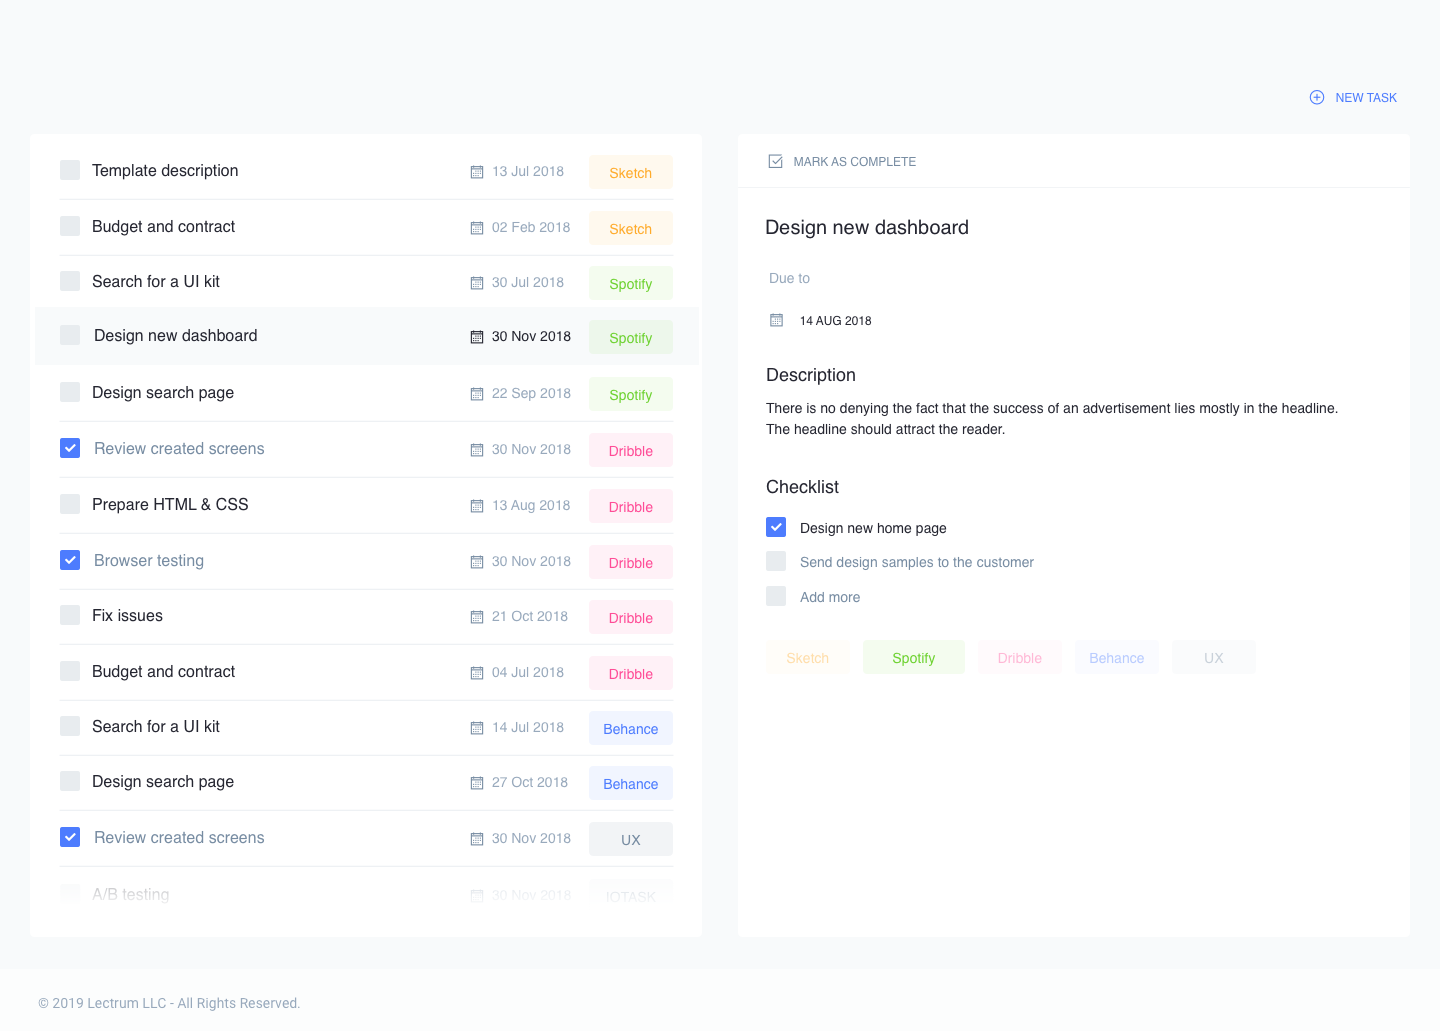 NEW TASK
Template description 13 Jul 2018 Sketch
Budget and contract 02 Feb 2018 Sketch
Search for a UI kit 30 Jul 2018 Spotify
Design new dashboard 30 Nov 2018 Spotify
Design search page 22 Sep 2018 Spotify
Review created screens 30 Nov 2018 Dribble
Prepare HTML & CSS 13 Aug 2018 Dribble
Browser testing 30 Nov 2018 Dribble
Fix issues 21 Oct 2018 Dribble
Budget and contract 04 Jul 2018 Dribble
Search for a UI kit 14 Jul 2018 Behance
Design search page 27 Oct 2018 Behance
Review created screens 30 Nov 2018 UX
A/B testing 30 Nov 2018 IOTASK
MARK AS COMPLETE
Design new dashboard
Due to
14 AUG 2018
Description
There is no denying the fact that the success of an advertisement lies mostly in the headline.
The headline should attract the reader.
Checklist
Design new home page
Send design samples to the customer
Add more
Sketch Spotify Dribble Behance UX
© 2019 Lectrum LLC - All Rights Reserved.